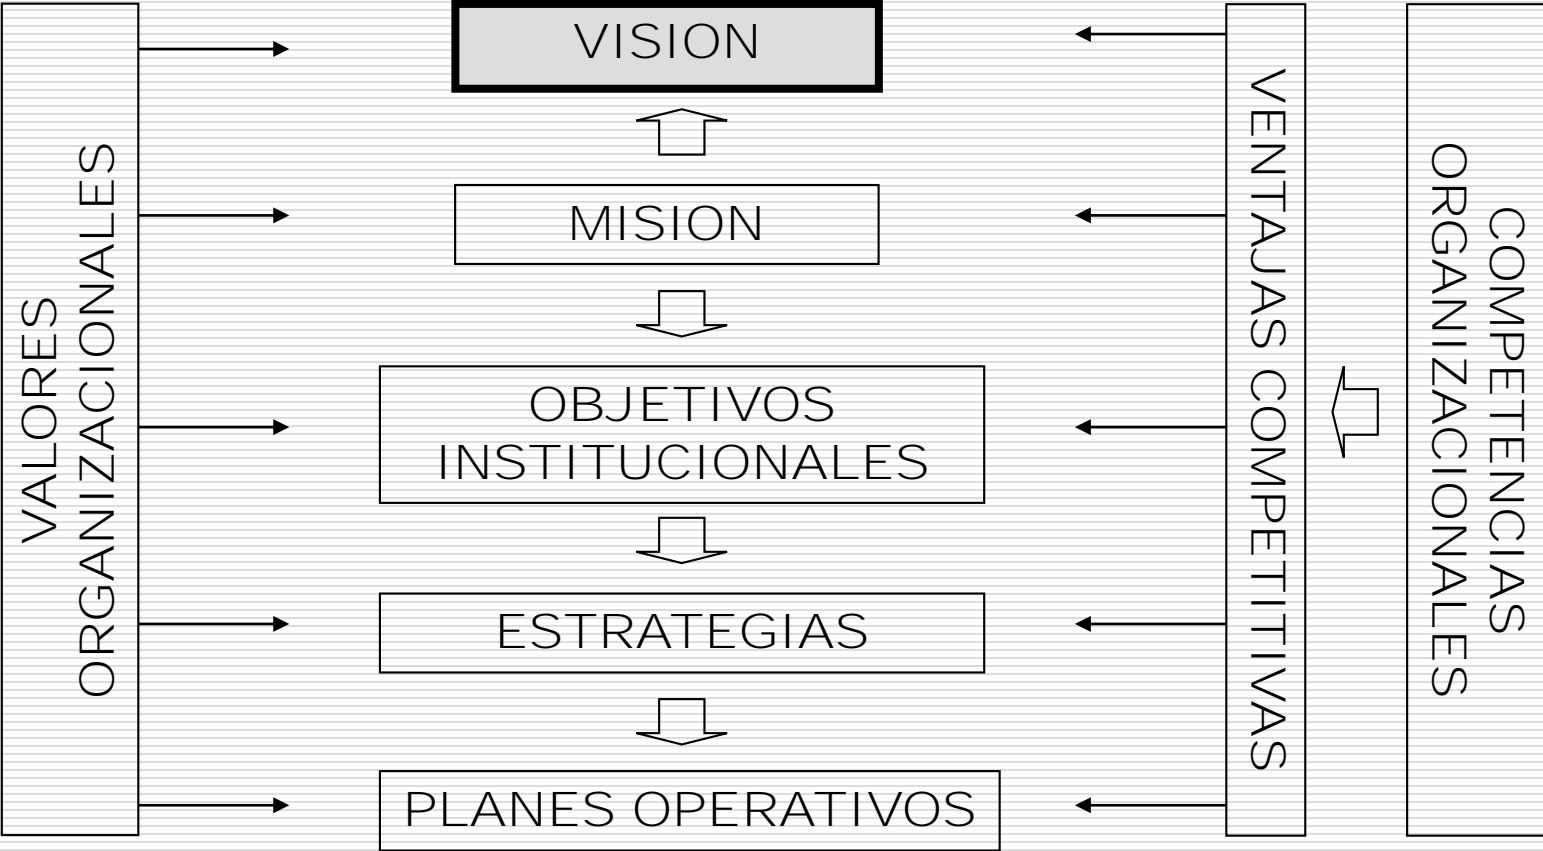 VISION
MISION
OBJETIVOS
INSTITUCIONALES
ESTRATEGIAS
PLANES OPERATIVOS
VALORES
ORGANIZACIONALES
VENTAJAS COMPETITIVAS
COMPETENCIAS
ORGANIZACIONALES